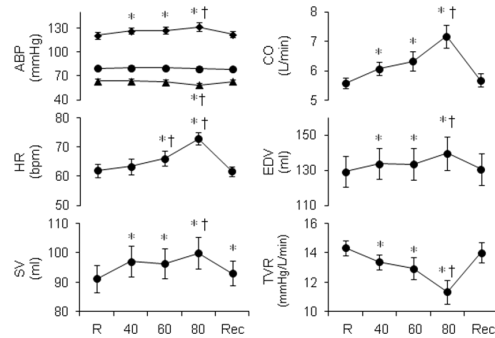 ABP
(mmHg)
160
130
100
70
40
* * *†
*†
HR
(bpm)
80
70
60
50
*†
SV
(ml)
110
100
90
80
* * *† *
R 40 60 80 Rec
CO
(L/min)
8
7
6
5
* * *†
EDV
(ml)
150
130
110
* * *†
TVR
(mmHg/L/min)
16
14
12
10
* * *†
R 40 60 80 Rec